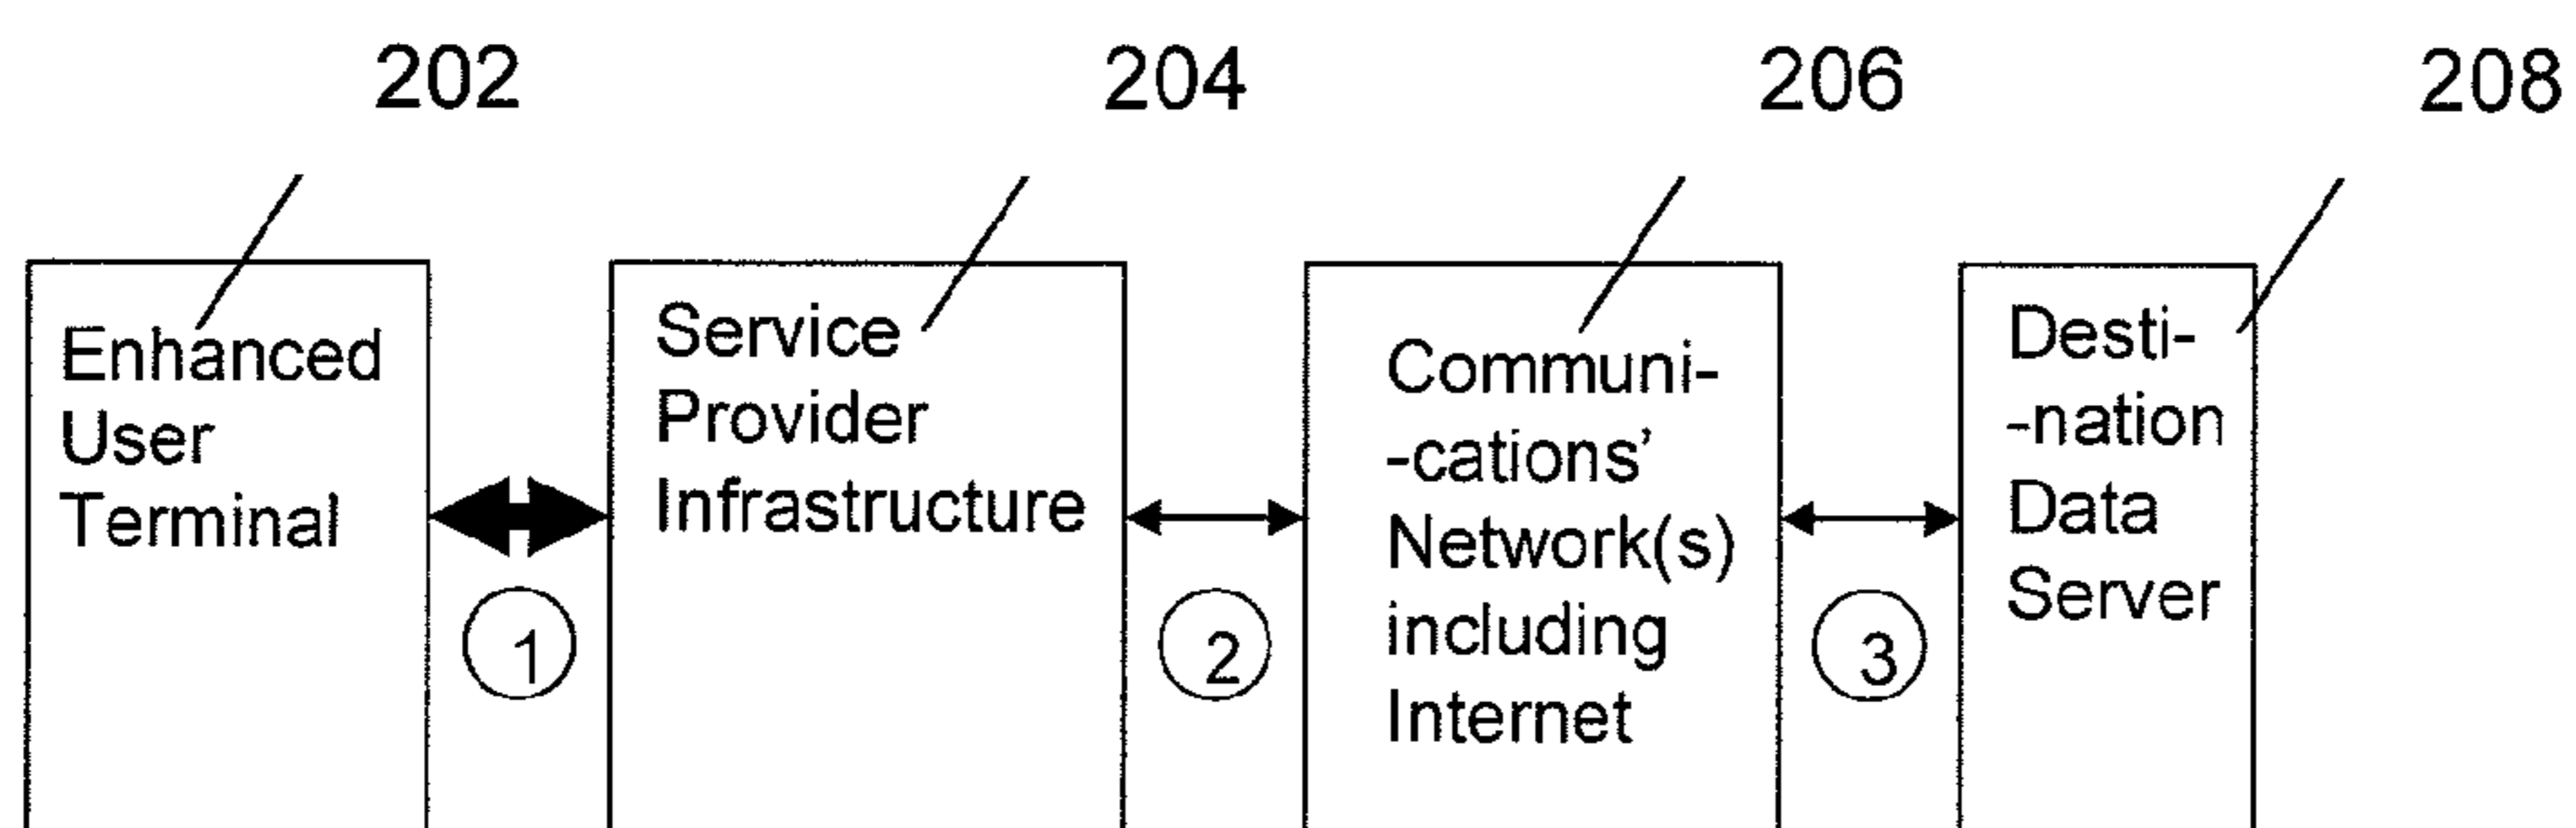 202
204
206
208
Enhanced
User
Terminal
Service
Provider
Infrastructure
Communi-
-cations’
Network(s)
including
Internet
Desti-
-nation
Data
Server
1
2
3